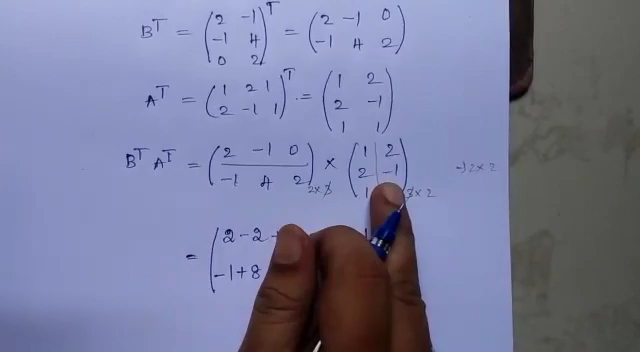 B^T = (2 -1; -1 4; 0 2)^T = (2 -1 0; -1 4 2)
A^T = (1 2 1; 2 -1 1)^T = (1 2; 2 -1; 1 1)
B^T A^T = (2 -1 0; -1 4 2) 2×3 × (1 2; 2 -1; 1) 3×2 → 2×2
= (2-2+
-1+8